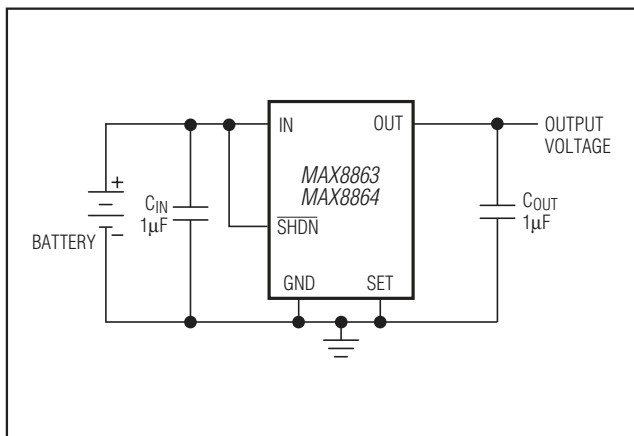 IN
OUT
OUTPUT
VOLTAGE
MAX8863
MAX8864
+
CIN
1µF
COUT
1µF
SHDN
BATTERY
−
GND
SET